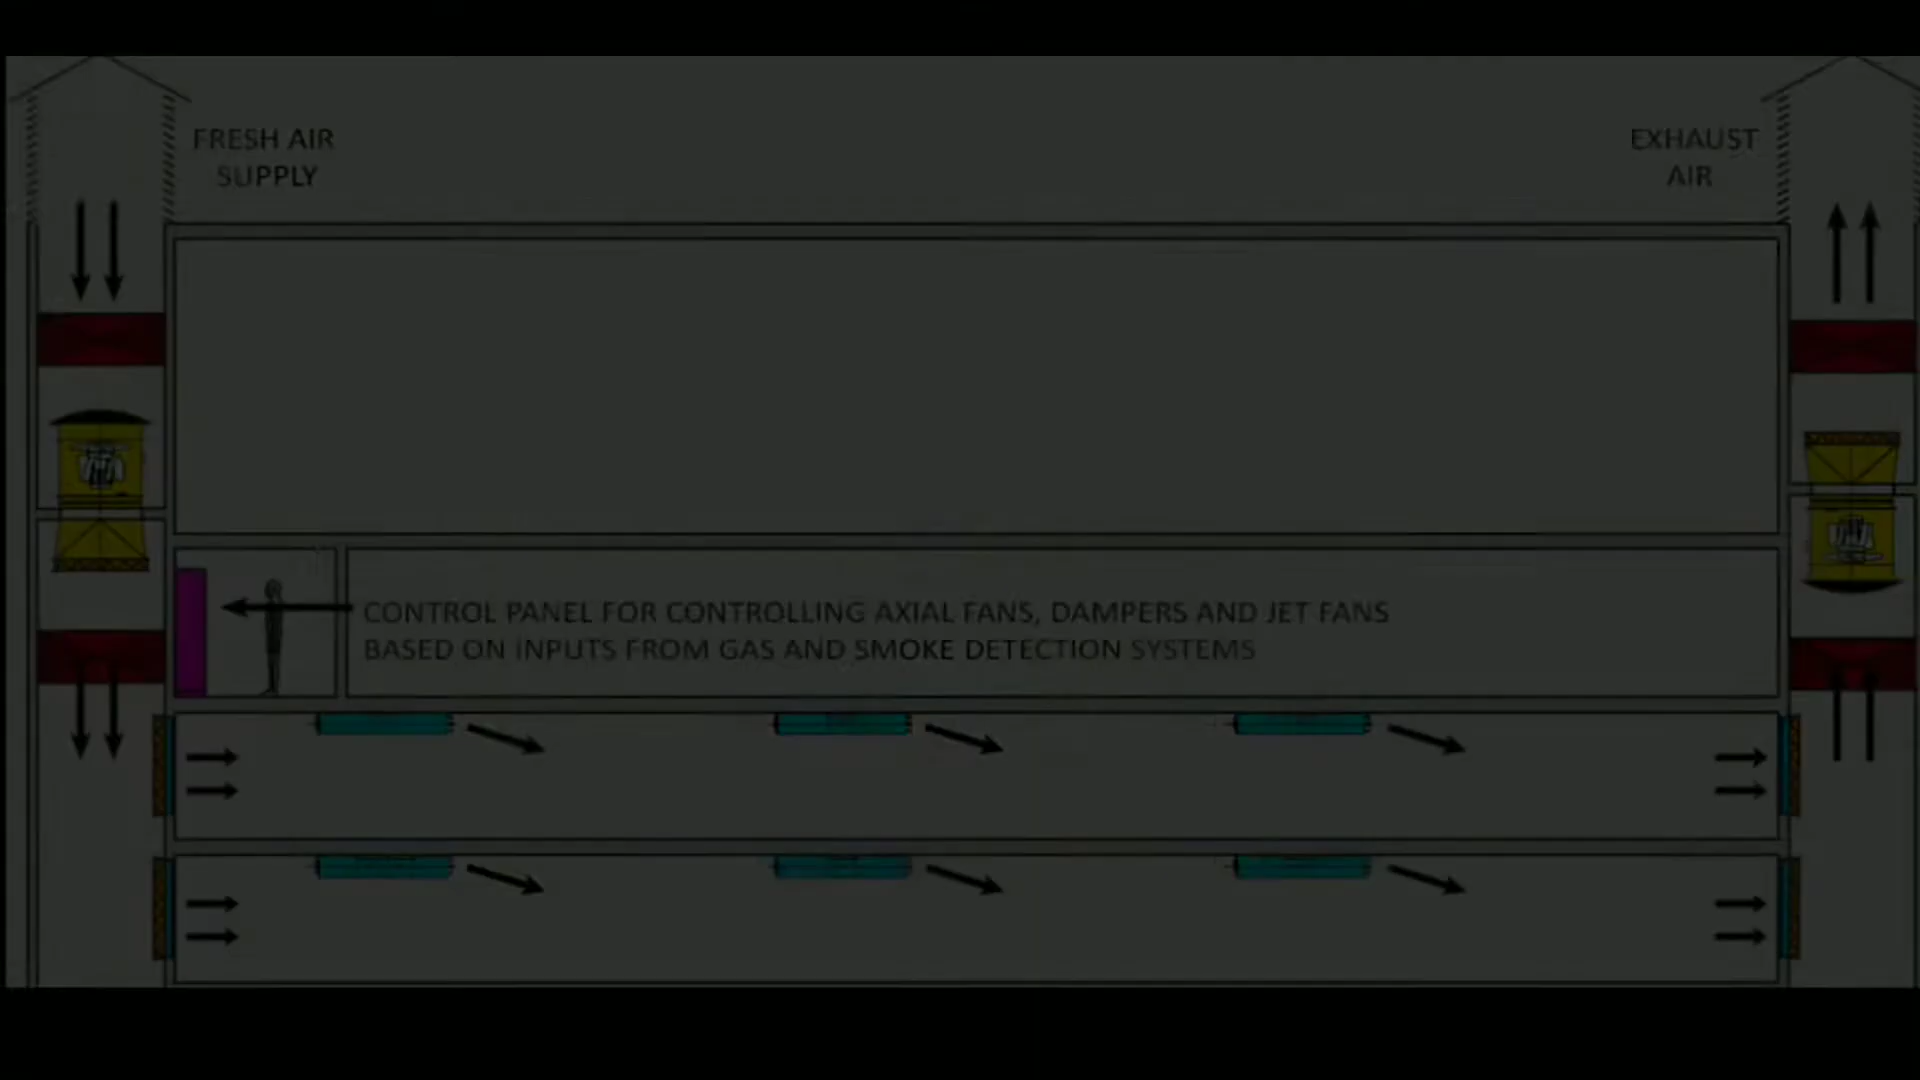 FRESH AIR
SUPPLY
EXHAUST
AIR
CONTROL PANEL FOR CONTROLLING AXIAL FANS, DAMPERS AND JET FANS
BASED ON INPUTS FROM GAS AND SMOKE DETECTION SYSTEMS